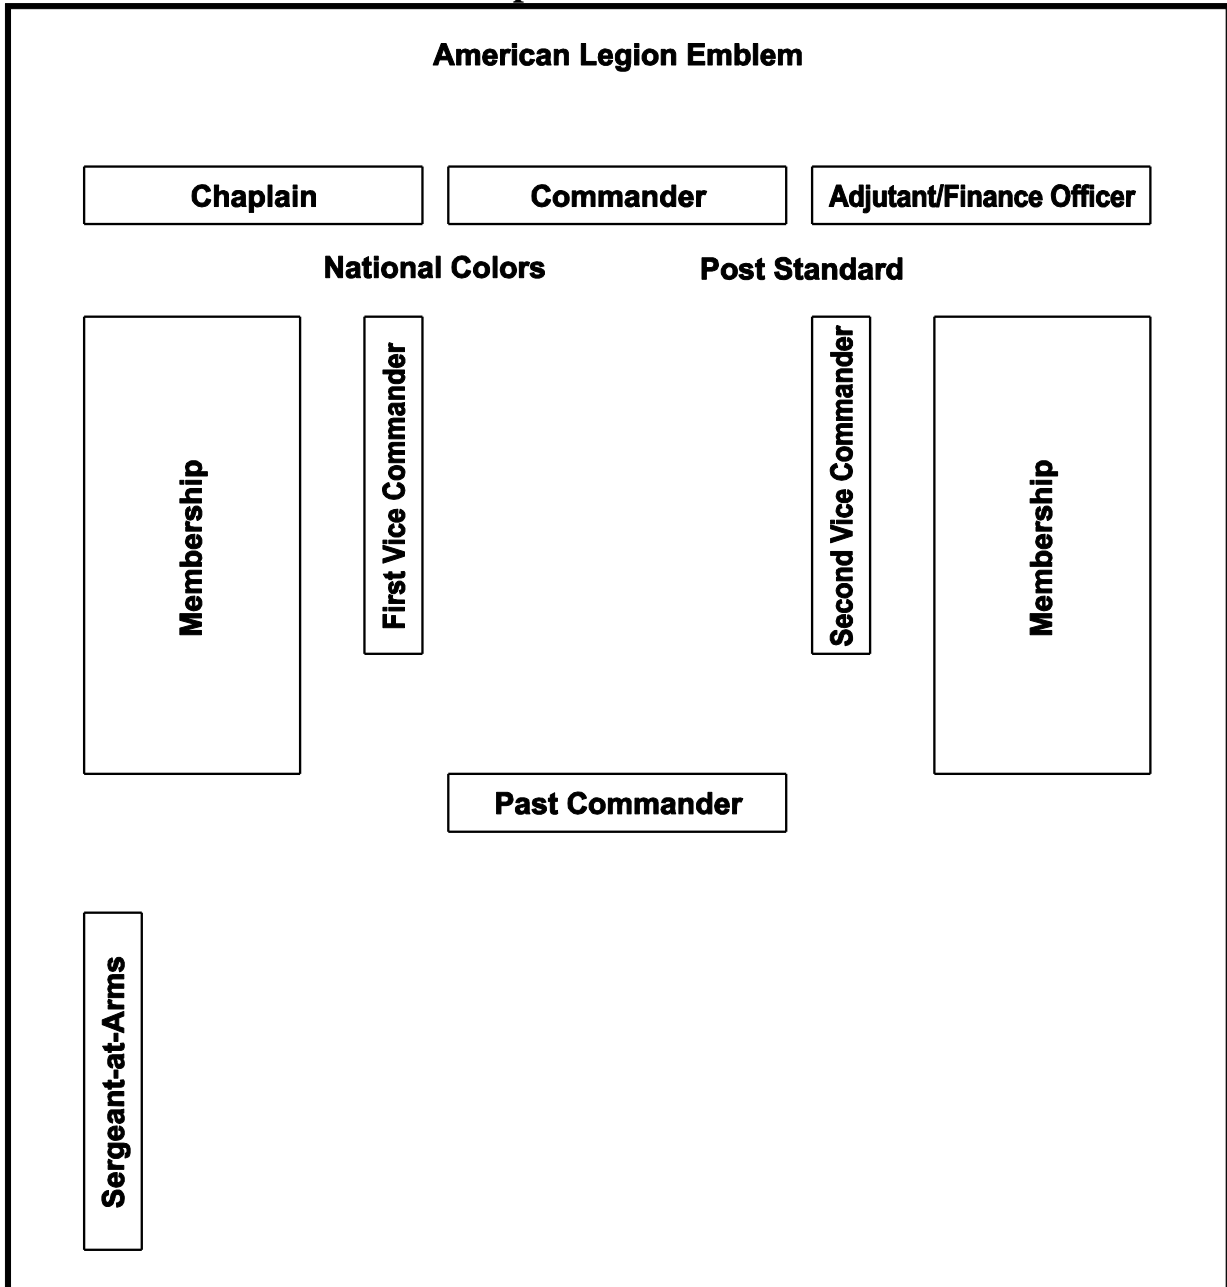 American Legion Emblem
Chaplain
Commander
Adjutant/Finance Officer
National Colors
Post Standard
Membership
First Vice Commander
Second Vice Commander
Membership
Past Commander
Sergeant-at-Arms